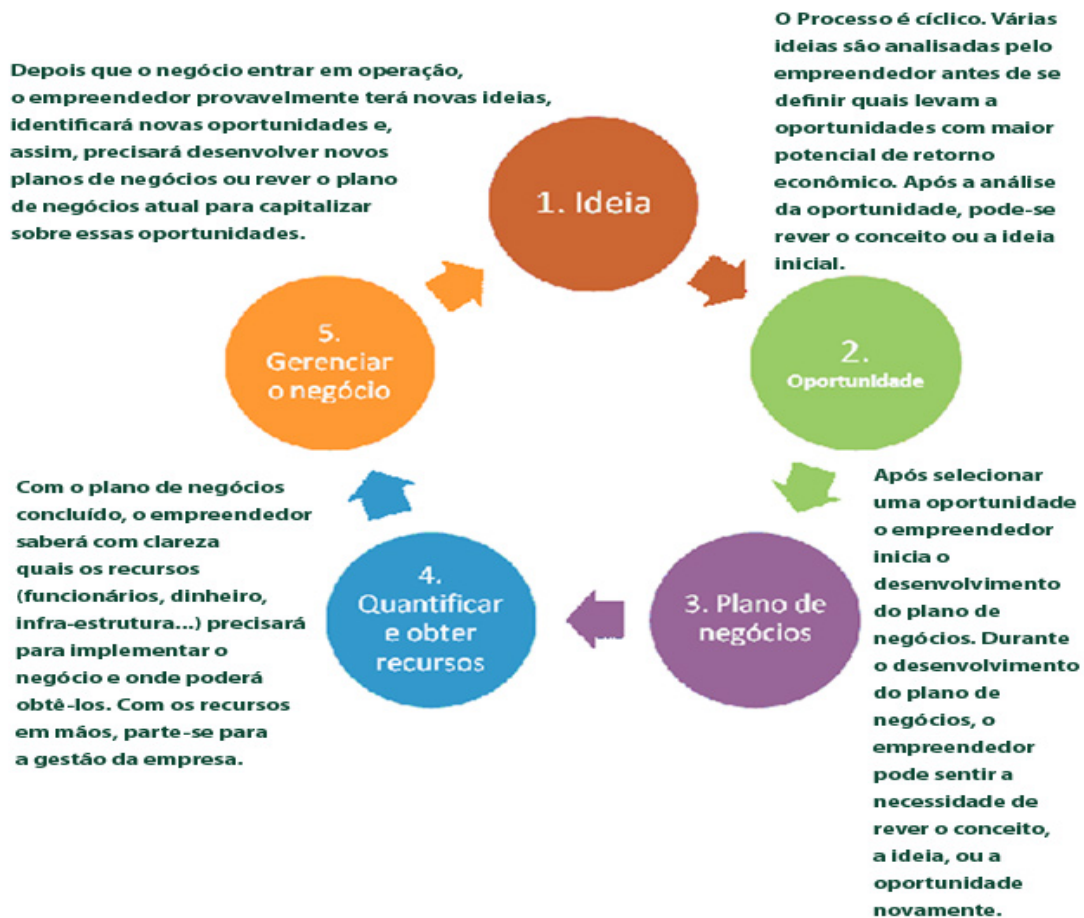 O Processo é cíclico. Várias
ideias são analisadas pelo
empreendedor antes de se
definir quais levam a
oportunidades com maior
potencial de retorno
econômico. Após a análise
da oportunidade, pode-se
rever o conceito ou a ideia
inicial.
Depois que o negócio entrar em operação,
o empreendedor provavelmente terá novas ideias,
identificará novas oportunidades e,
assim, precisará desenvolver novos
planos de negócios ou rever o plano
de negócios atual para capitalizar
sobre essas oportunidades.
1. Ideia
2.
Oportunidade
5.
Gerenciar
o negócio
Após selecionar
uma oportunidade
o empreendedor
inicia o
desenvolvimento
do plano de
negócios. Durante
o desenvolvimento
do plano de
negócios, o
empreendedor
pode sentir a
necessidade de
rever o conceito,
a ideia, ou a
oportunidade
novamente.
3. Plano de
negócios
4.
Quantificar
e obter
recursos
Com o plano de negócios
concluído, o empreendedor
saberá com clareza
quais os recursos
(funcionários, dinheiro,
infra-estrutura...) precisará
para implementar o
negócio e onde poderá
obtê-los. Com os recursos
em mãos, parte-se para
a gestão da empresa.